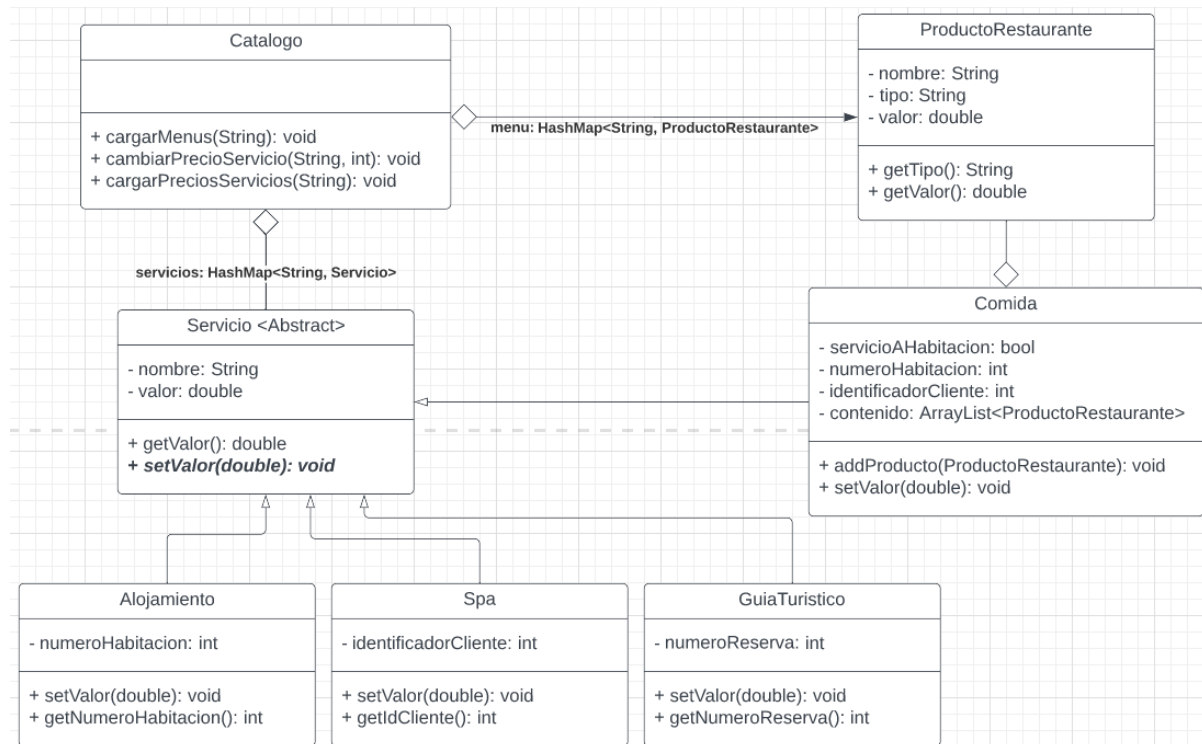 Catalogo
+ cargarMenus(String): void
+ cambiarPrecioServicio(String, int): void
+ cargarPreciosServicios(String): void
menu: HashMap<String, ProductoRestaurante>
ProductoRestaurante
- nombre: String
- tipo: String
- valor: double
+ getTipo(): String
+ getValor(): double
servicios: HashMap<String, Servicio>
Servicio <Abstract>
- nombre: String
- valor: double
+ getValor(): double
+ setValor(double): void
Comida
- servicioAHabitacion: bool
- numeroHabitacion: int
- identificadorCliente: int
- contenido: ArrayList<ProductoRestaurante>
+ addProducto(ProductoRestaurante): void
+ setValor(double): void
Alojamiento
- numeroHabitacion: int
+ setValor(double): void
+ getNumeroHabitacion(): int
Spa
- identificadorCliente: int
+ setValor(double): void
+ getIdCliente(): int
GuiaTuristico
- numeroReserva: int
+ setValor(double): void
+ getNumeroReserva(): int